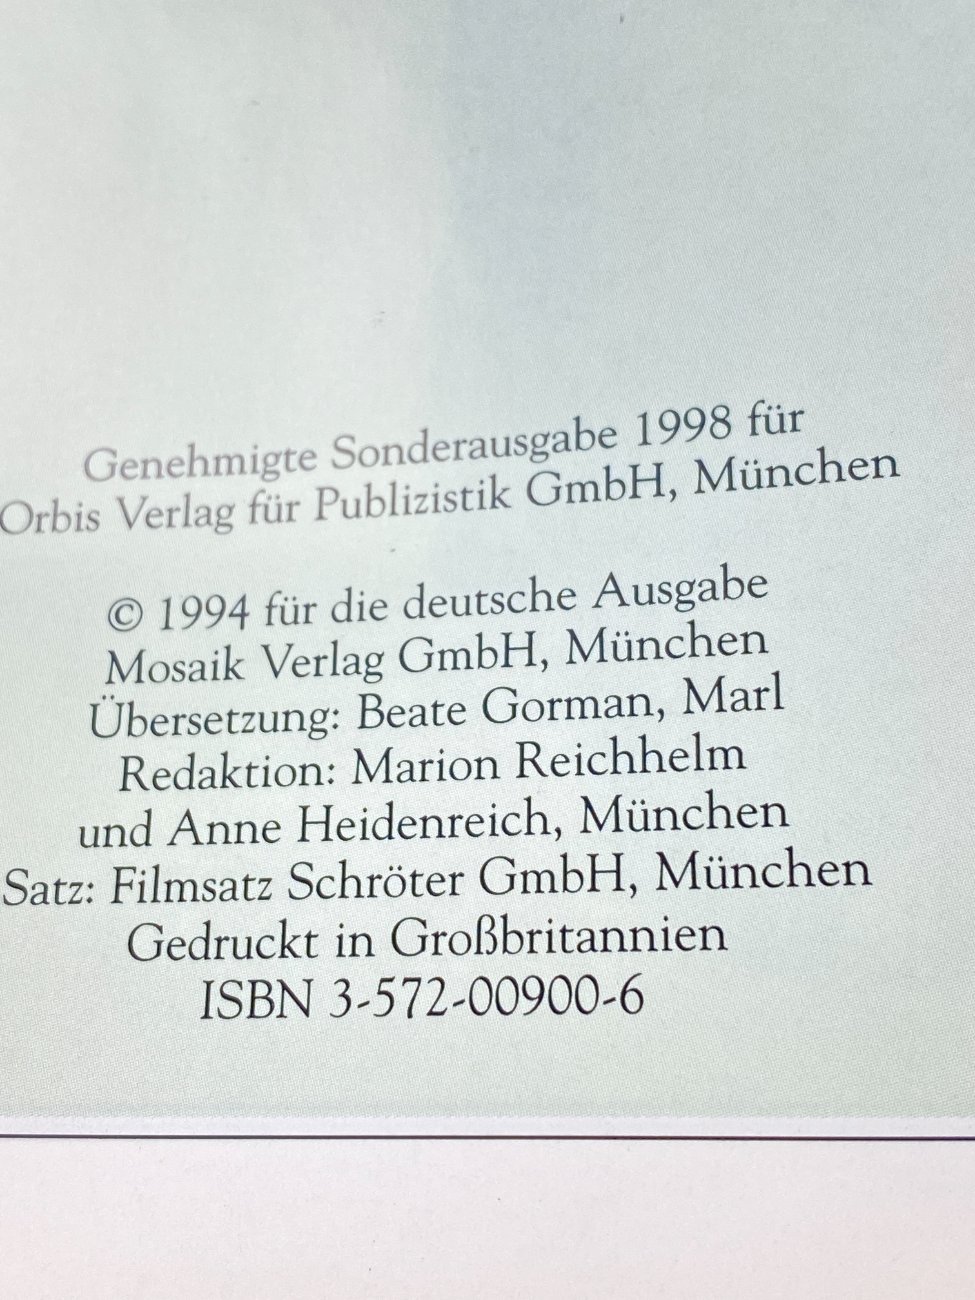 Genehmigte Sonderausgabe 1998 für
Orbis Verlag für Publizistik GmbH, München
© 1994 für die deutsche Ausgabe
Mosaik Verlag GmbH, München
Übersetzung: Beate Gorman, Marl
Redaktion: Marion Reichhelm
und Anne Heidenreich, München
Satz: Filmsatz Schröter GmbH, München
Gedruckt in Großbritannien
ISBN 3-572-00900-6